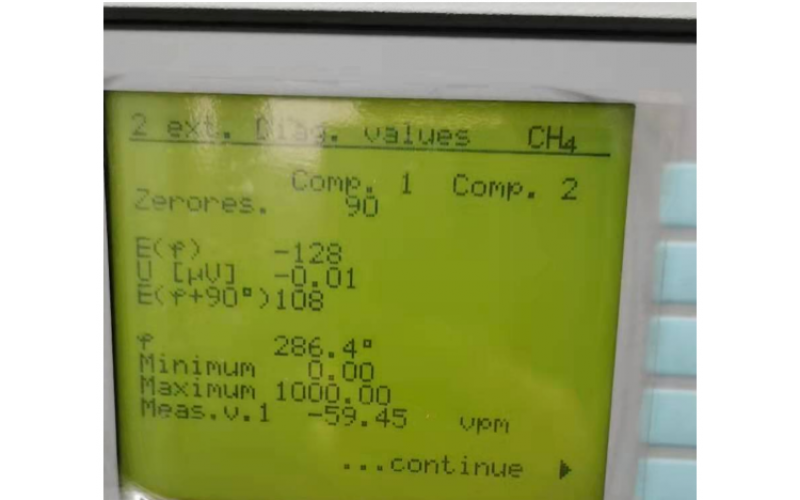 2 ext. Diag. values CH₄
Comp. 1 Comp. 2
Zerores. 90
E(φ) -128
U [µV] -0.01
E(φ+90°) 108
φ 286.4°
Minimum 0.00
Maximum 1000.00
Meas.v.1 -59.45 vpm
...continue ▶